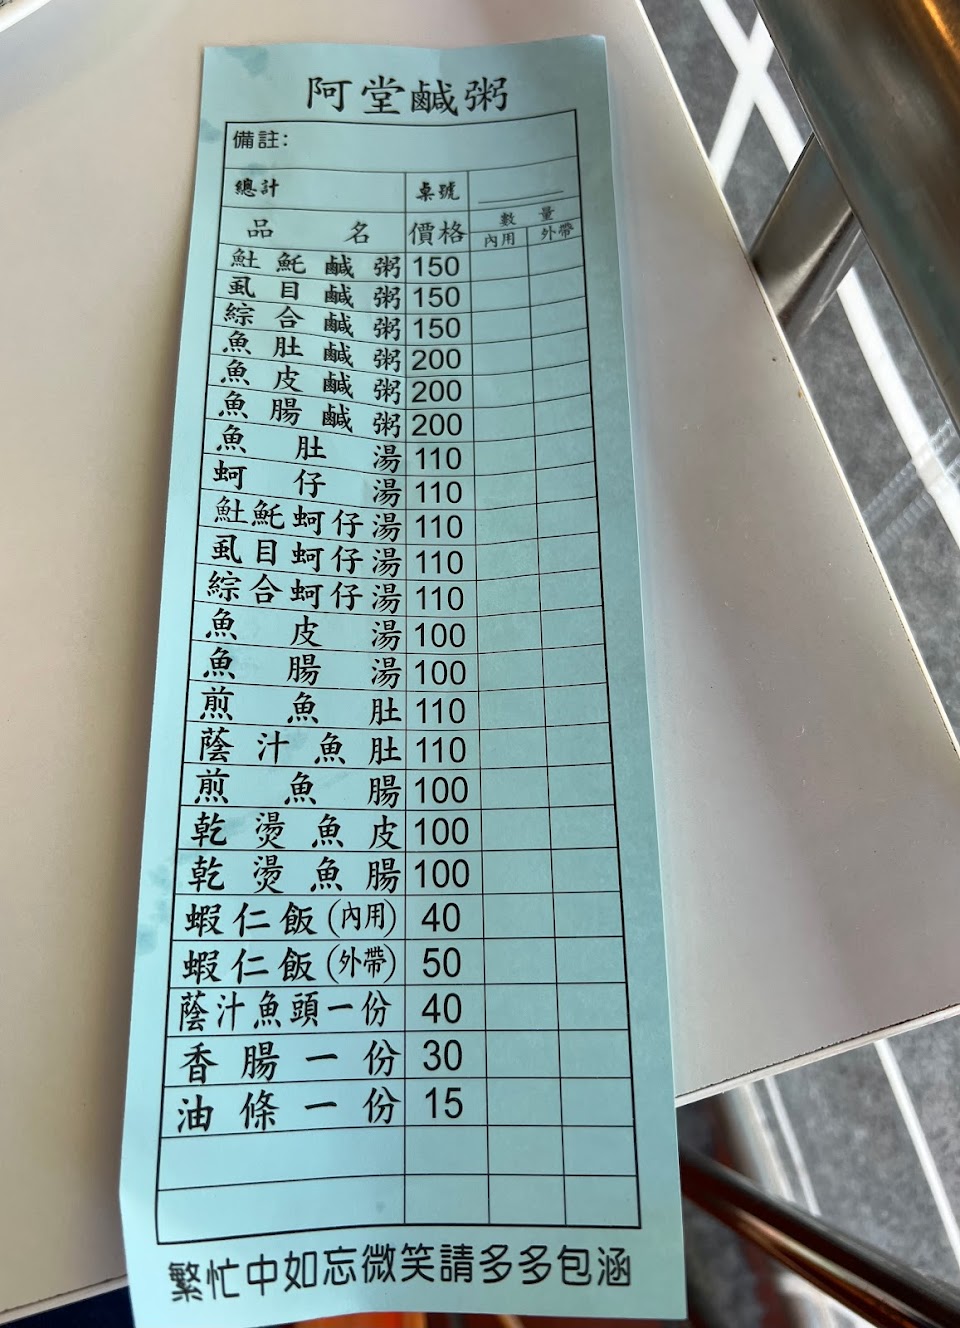 阿堂鹹粥
備註:
總計 桌號
品名 價格 數量
內用 外帶
𩵚魠鹹粥 150
虱目鹹粥 150
綜合鹹粥 150
魚肚鹹粥 200
魚皮鹹粥 200
魚腸鹹粥 200
魚肚湯 110
蚵仔湯 110
𩵚魠蚵仔湯 110
虱目蚵仔湯 110
綜合蚵仔湯 110
魚皮湯 100
魚腸湯 100
煎魚肚 110
蔭汁魚肚 110
煎魚腸 100
乾燙魚皮 100
乾燙魚腸 100
蝦仁飯(內用) 40
蝦仁飯(外帶) 50
蔭汁魚頭一份 40
香腸一份 30
油條一份 15
繁忙中如忘微笑請多多包涵